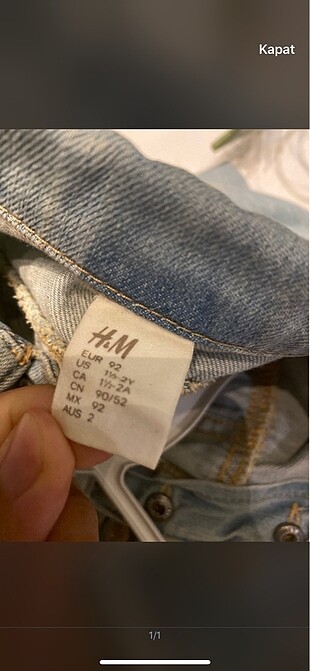 Kapat
H&M
EUR 92
US 1½-2Y
CA 1½-2A
CN 90/52
MX 92
AUS 2
1/1